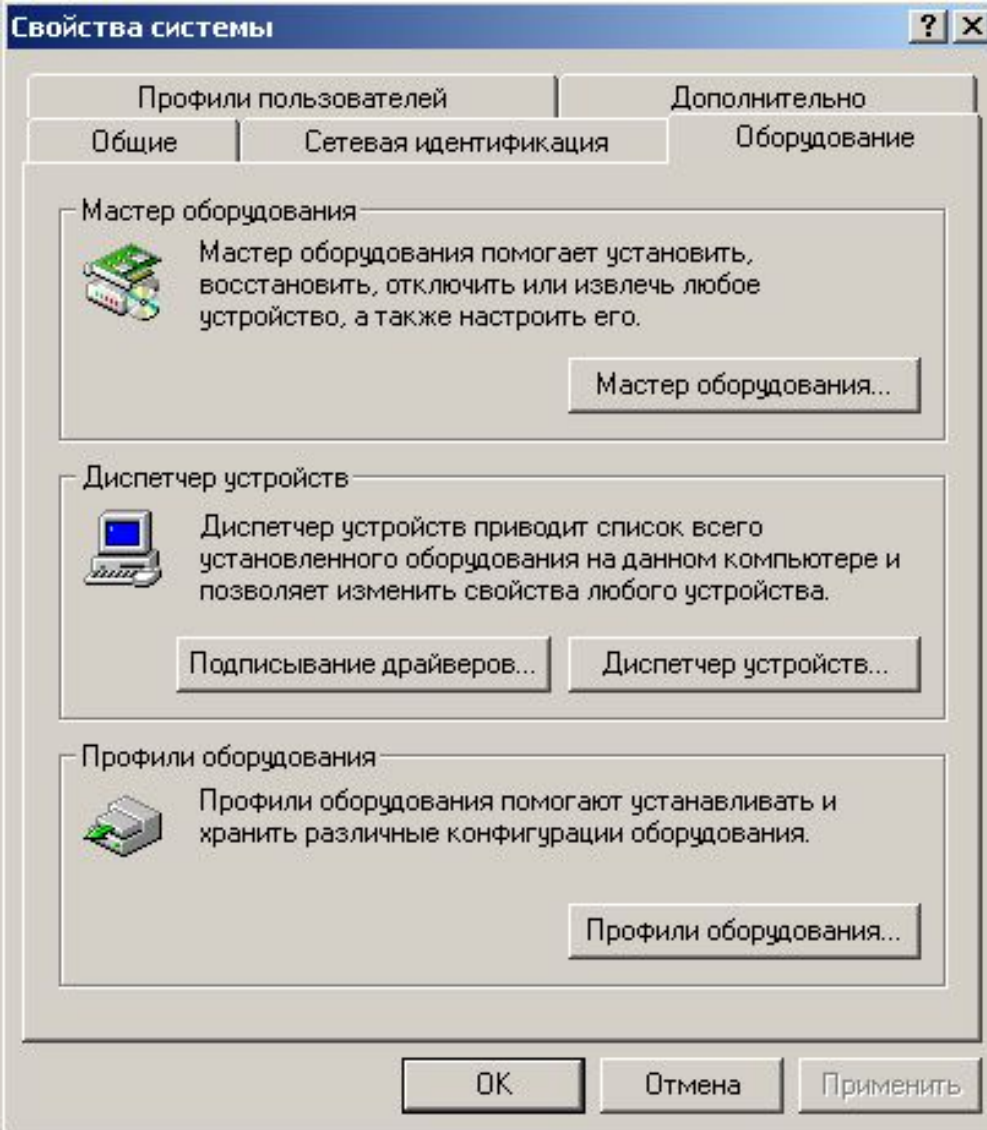 Свойства системы
Профили пользователей
Дополнительно
Общие
Сетевая идентификация
Оборудование
Мастер оборудования
Мастер оборудования помогает установить,
восстановить, отключить или извлечь любое
устройство, а также настроить его.
Мастер оборудования...
Диспетчер устройств
Диспетчер устройств приводит список всего
установленного оборудования на данном компьютере и
позволяет изменить свойства любого устройства.
Подписывание драйверов...
Диспетчер устройств...
Профили оборудования
Профили оборудования помогают устанавливать и
хранить различные конфигурации оборудования.
Профили оборудования...
ОК
Отмена
Применить